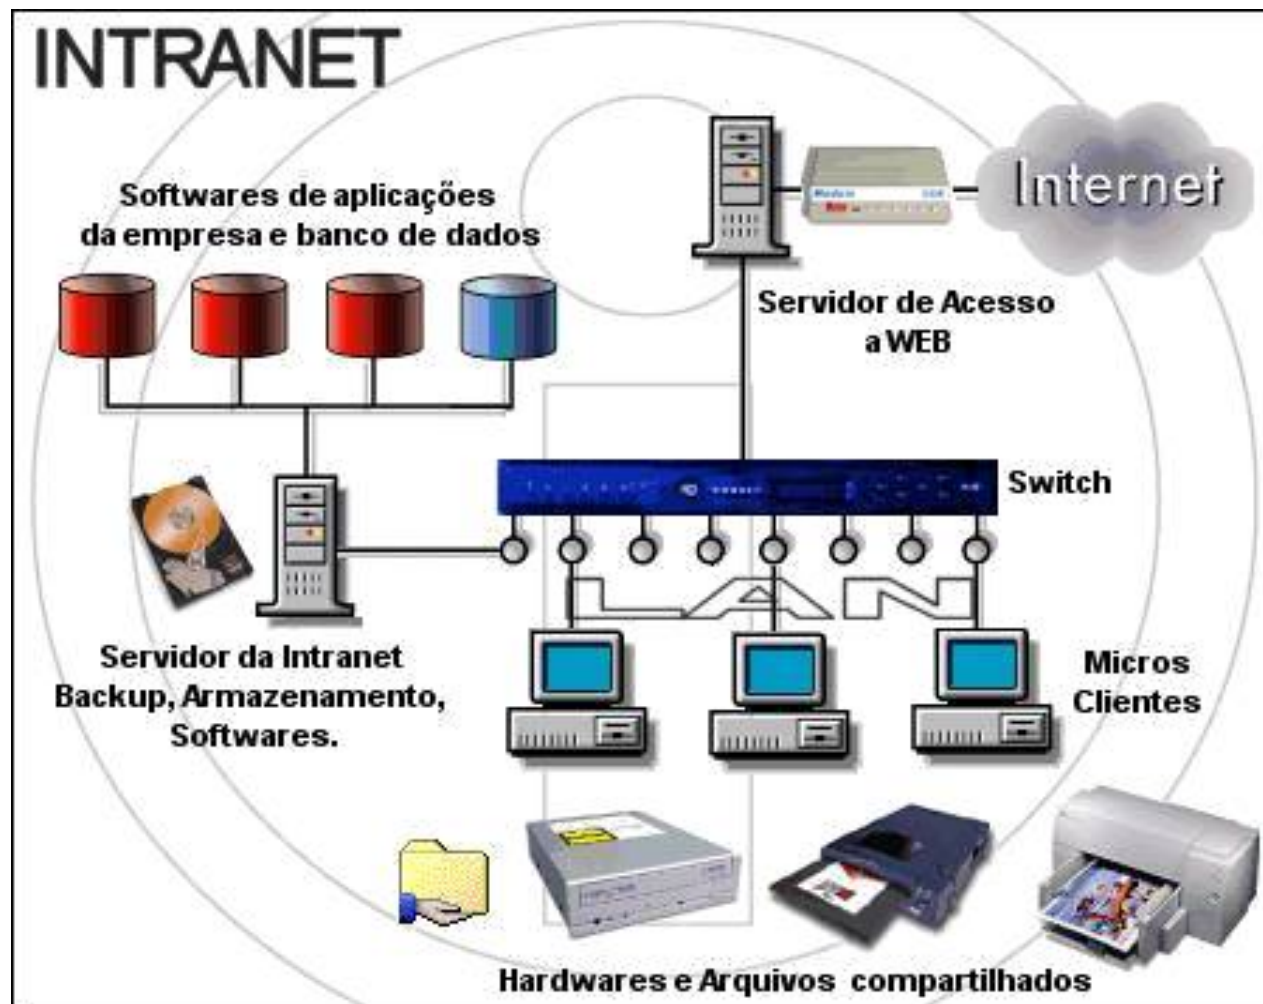 INTRANET
Softwares de aplicações
da empresa e banco de dados
Modem
Internet
Servidor de Acesso
a WEB
Switch
LAN
Servidor da Intranet
Backup, Armazenamento,
Softwares.
Micros
Clientes
Hardwares e Arquivos compartilhados